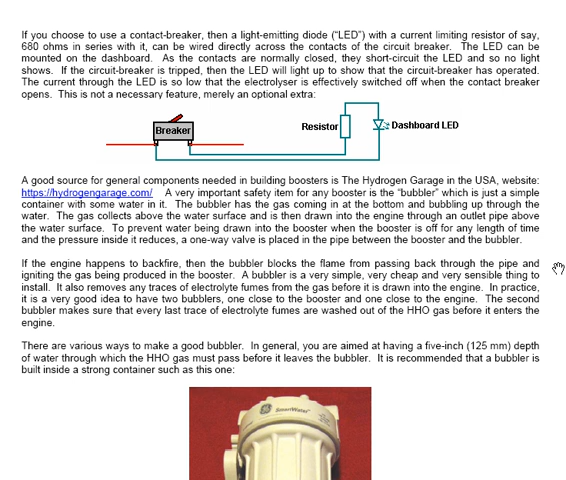 If you choose to use a contact-breaker, then a light-emitting diode ("LED") with a current limiting resistor of say,
680 ohms in series with it, can be wired directly across the contacts of the circuit breaker. The LED can be
mounted on the dashboard. As the contacts are normally closed, they short-circuit the LED and so no light
shows. If the circuit-breaker is tripped, then the LED will light up to show that the circuit-breaker has operated.
The current through the LED is so low that the electrolyser is effectively switched off when the contact breaker
opens. This is not a necessary feature, merely an optional extra:
Breaker
Resistor
Dashboard LED
A good source for general components needed in building boosters is The Hydrogen Garage in the USA, website:
https://hydrogengarage.com/ A very important safety item for any booster is the "bubbler" which is just a simple
container with some water in it. The bubbler has the gas coming in at the bottom and bubbling up through the
water. The gas collects above the water surface and is then drawn into the engine through an outlet pipe above
the water surface. To prevent water being drawn into the booster when the booster is off for any length of time
and the pressure inside it reduces, a one-way valve is placed in the pipe between the booster and the bubbler.
If the engine happens to backfire, then the bubbler blocks the flame from passing back through the pipe and
igniting the gas being produced in the booster. A bubbler is a very simple, very cheap and very sensible thing to
install. It also removes any traces of electrolyte fumes from the gas before it is drawn into the engine. In practice,
it is a very good idea to have two bubblers, one close to the booster and one close to the engine. The second
bubbler makes sure that every last trace of electrolyte fumes are washed out of the HHO gas before it enters the
engine.
There are various ways to make a good bubbler. In general, you are aimed at having a five-inch (125 mm) depth
of water through which the HHO gas must pass before it leaves the bubbler. It is recommended that a bubbler is
built inside a strong container such as this one:
SmartWater